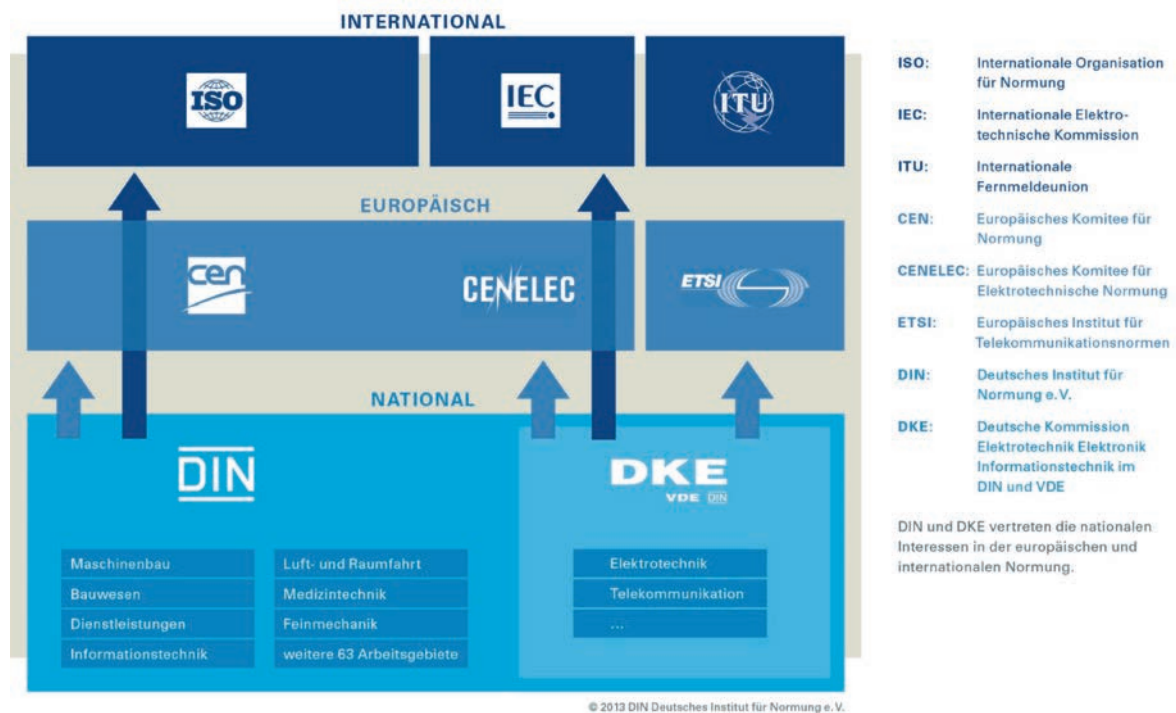 INTERNATIONAL
ISO
IEC
ITU
EUROPÄISCH
cen
CENELEC
ETSI
NATIONAL
DIN
DKE
VDE DIN
Maschinenbau
Bauwesen
Dienstleistungen
Informationstechnik
Luft- und Raumfahrt
Medizintechnik
Feinmechanik
weitere 63 Arbeitsgebiete
Elektrotechnik
Telekommunikation
...
© 2013 DIN Deutsches Institut für Normung e. V.
ISO: Internationale Organisation
für Normung
IEC: Internationale Elektro-
technische Kommission
ITU: Internationale
Fernmeldeunion
CEN: Europäisches Komitee für
Normung
CENELEC: Europäisches Komitee für
Elektrotechnische Normung
ETSI: Europäisches Institut für
Telekommunikationsnormen
DIN: Deutsches Institut für
Normung e. V.
DKE: Deutsche Kommission
Elektrotechnik Elektronik
Informationstechnik im
DIN und VDE
DIN und DKE vertreten die nationalen
Interessen in der europäischen und
internationalen Normung.